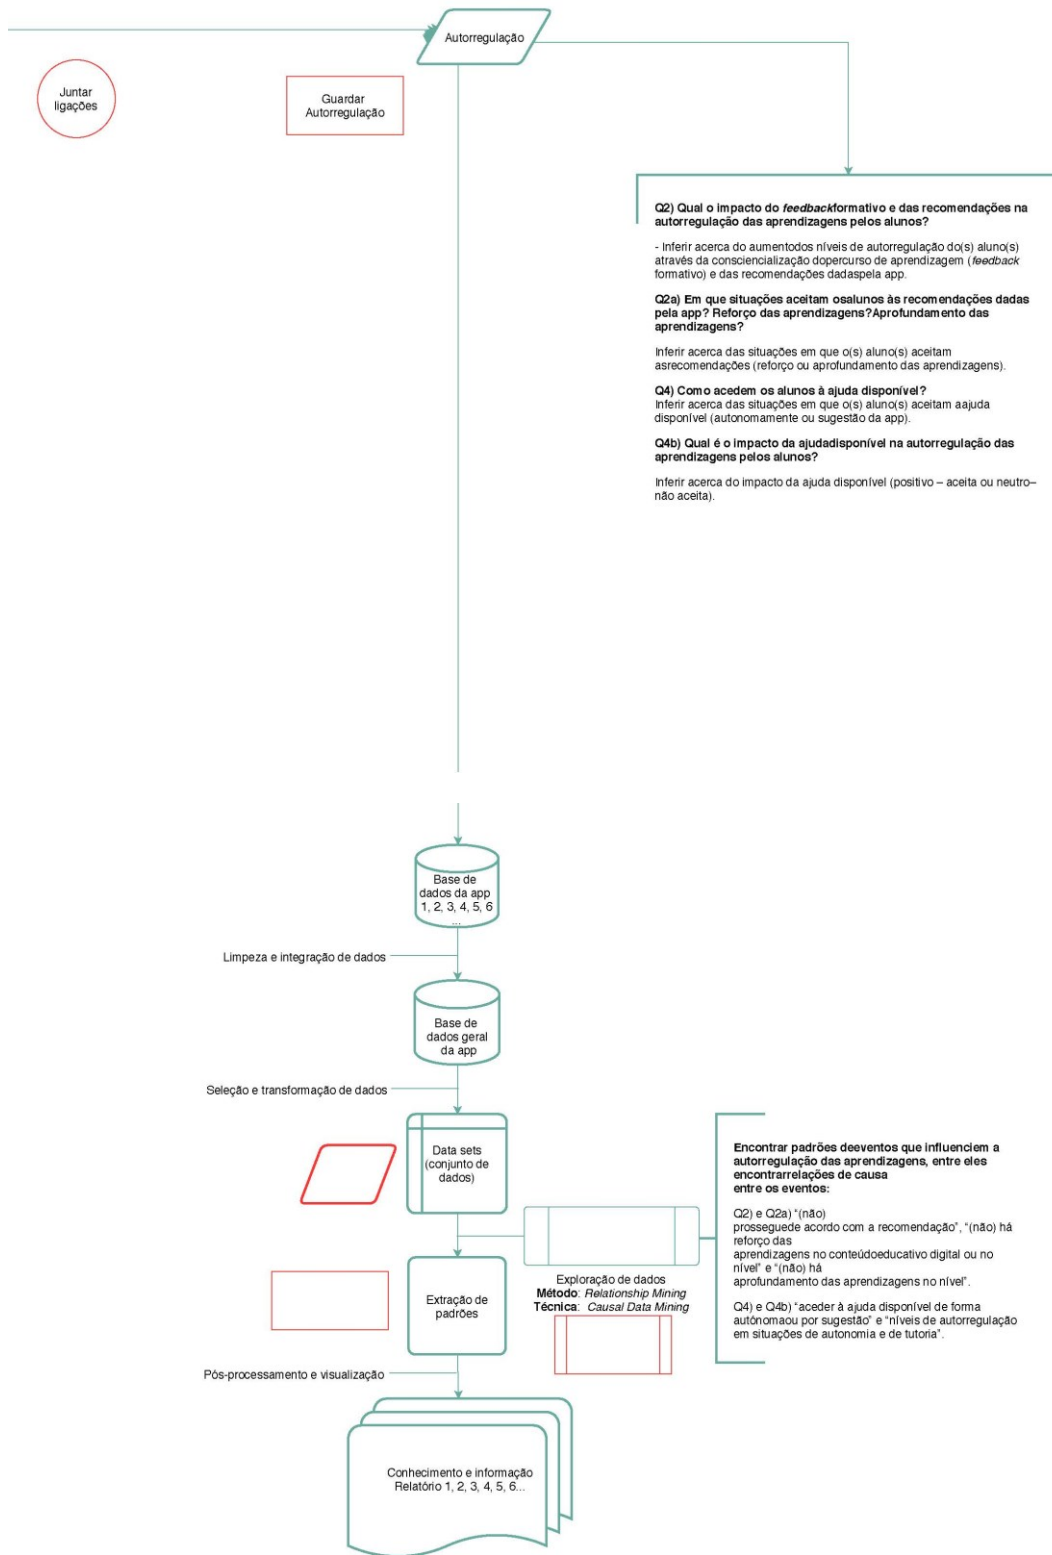 Autorregulação
Juntar
ligações
Guardar
Autorregulação
Q2) Qual o impacto do feedbackformativo e das recomendações na
autorregulação das aprendizagens pelos alunos?
- Inferir acerca do aumentodos níveis de autorregulação do(s) aluno(s)
através da consciencialização dopercurso de aprendizagem (feedback
formativo) e das recomendações dadaspela app.
Q2a) Em que situações aceitam osalunos às recomendações dadas
pela app? Reforço das aprendizagens?Aprofundamento das
aprendizagens?
Inferir acerca das situações em que o(s) aluno(s) aceitam
asrecomendações (reforço ou aprofundamento das aprendizagens).
Q4) Como acedem os alunos à ajuda disponível?
Inferir acerca das situações em que o(s) aluno(s) aceitam aajuda
disponível (autonomamente ou sugestão da app).
Q4b) Qual é o impacto da ajudadisponível na autorregulação das
aprendizagens pelos alunos?
Inferir acerca do impacto da ajuda disponível (positivo – aceita ou neutro–
não aceita).
Base de
dados da app
1, 2, 3, 4, 5, 6
...
Limpeza e integração de dados
Base de
dados geral
da app
Seleção e transformação de dados
Data sets
(conjunto de
dados)
Encontrar padrões deeventos que influenciem a
autorregulação das aprendizagens, entre eles
encontrarrelações de causa
entre os eventos:
Q2) e Q2a) “(não)
prosseguede acordo com a recomendação”, “(não) há
reforço das
aprendizagens no conteúdoeducativo digital ou no
nível” e “(não) há
aprofundamento das aprendizagens no nível”.
Q4) e Q4b) “aceder à ajuda disponível de forma
autónomaou por sugestão” e “níveis de autorregulação
em situações de autonomia e de tutoria”.
Exploração de dados
Método: Relationship Mining
Técnica: Causal Data Mining
Extração de
padrões
Pós-processamento e visualização
Conhecimento e informação
Relatório 1, 2, 3, 4, 5, 6...